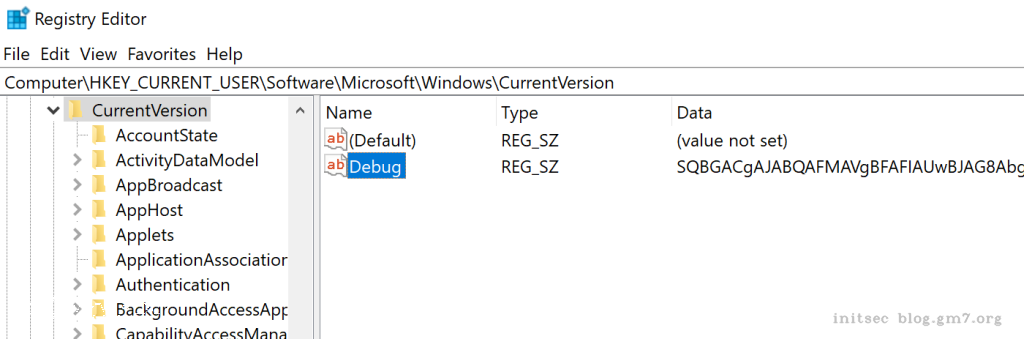 Registry Editor
File Edit View Favorites Help
Computer\HKEY_CURRENT_USER\Software\Microsoft\Windows\CurrentVersion
CurrentVersion
AccountState
ActivityDataModel
AppBroadcast
AppHost
Applets
ApplicationAssociation
Authentication
BackgroundAccessApp
CapabilityAccessMana
Name Type Data
ab (Default) REG_SZ (value not set)
ab Debug REG_SZ SQBGACgAJABQAFMAVgBFAFIAUwBJAG8Abg
initsec blog.gm7.org